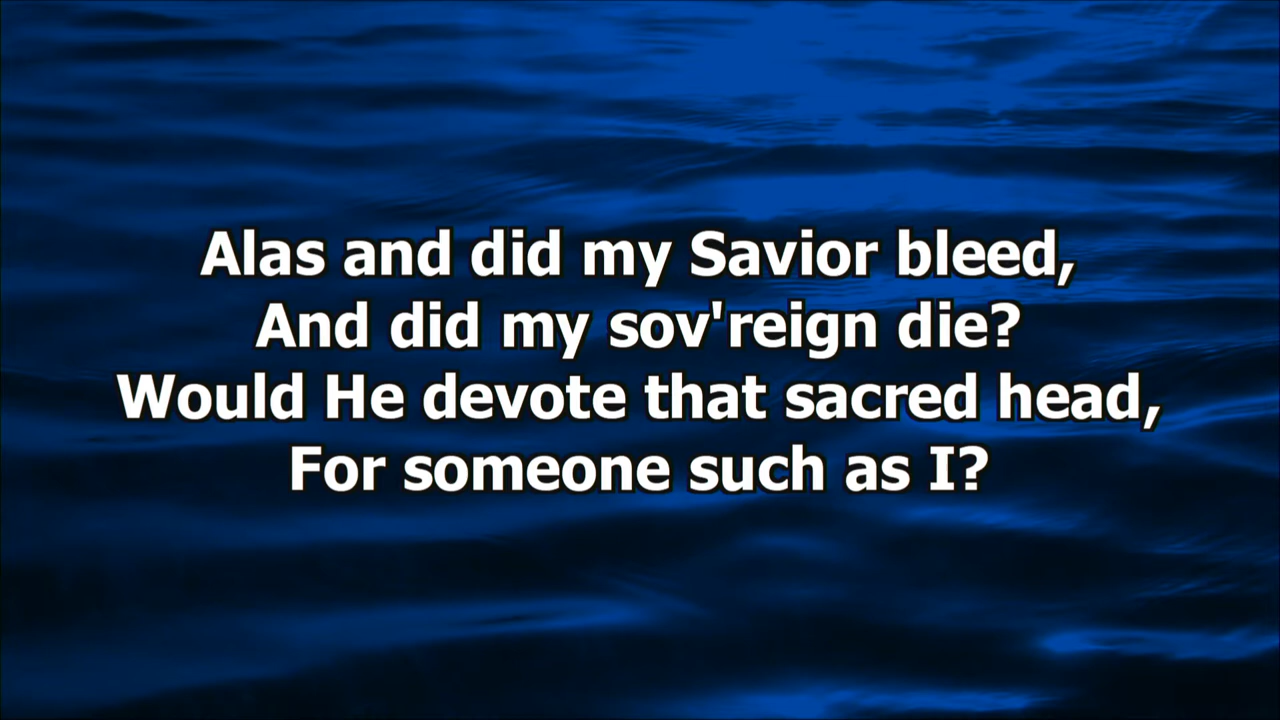 Alas and did my Savior bleed,
And did my sov'reign die?
Would He devote that sacred head,
For someone such as I?